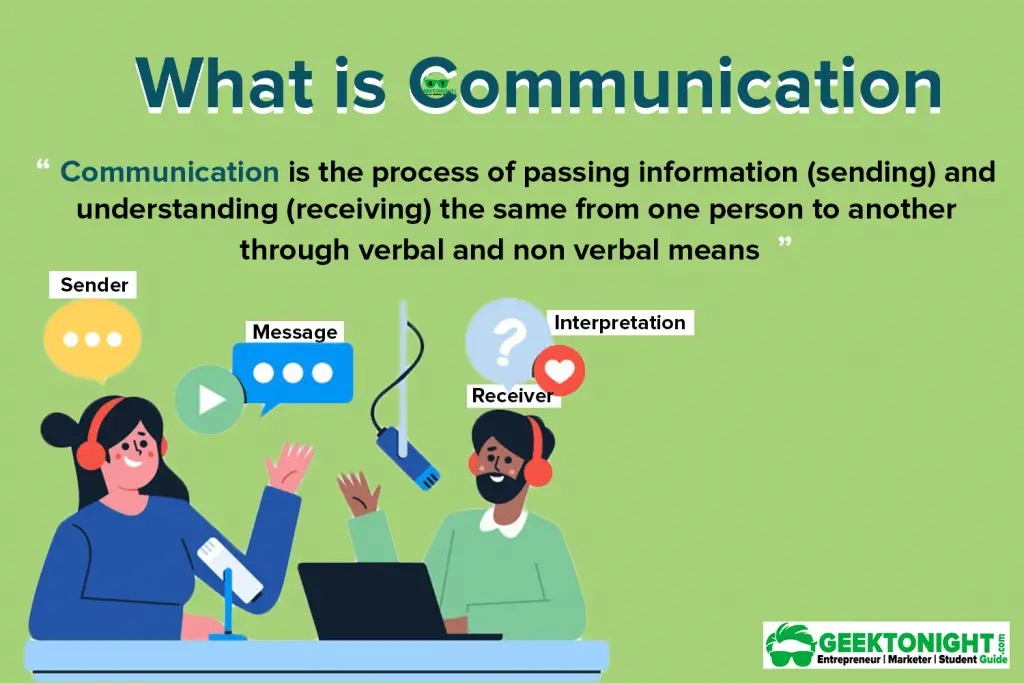 What is Communication
“ Communication is the process of passing information (sending) and
understanding (receiving) the same from one person to another
through verbal and non verbal means ”
Sender
Message
Interpretation
Receiver
GEEKTONIGHT.com
Entrepreneur | Marketer | Student Guide